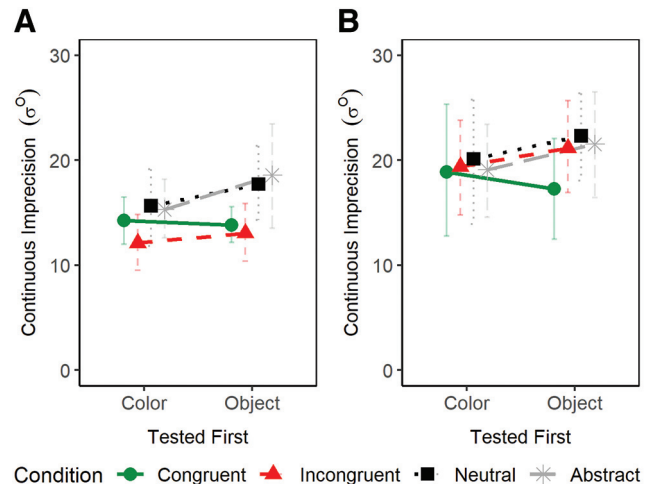 A
B
Continuous Imprecision (σ°)
30
20
10
0
Color Object
Tested First
Continuous Imprecision (σ°)
30
20
10
0
Color Object
Tested First
Condition Congruent Incongruent Neutral Abstract